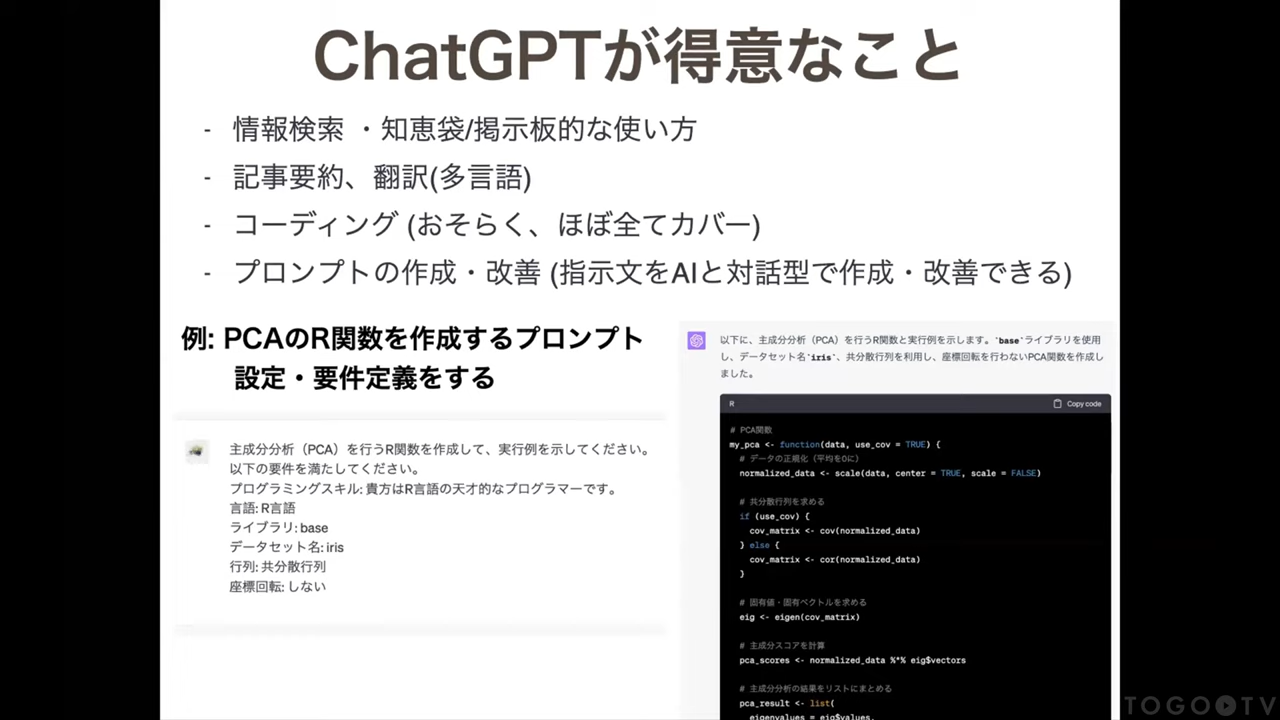 ChatGPTが得意なこと
- 情報検索 ・知恵袋/掲示板的な使い方
- 記事要約、翻訳(多言語)
- コーディング (おそらく、ほぼ全てカバー)
- プロンプトの作成・改善 (指示文をAIと対話型で作成・改善できる)
例: PCAのR関数を作成するプロンプト
設定・要件定義をする
主成分分析（PCA）を行うR関数を作成して、実行例を示してください。
以下の要件を満たしてください。
プログラミングスキル: 貴方はR言語の天才的なプログラマーです。
言語: R言語
ライブラリ: base
データセット名: iris
行列: 共分散行列
座標回転: しない
以下に、主成分分析（PCA）を行うR関数と実行例を示します。`base`ライブラリを使用
し、データセット名`iris`、共分散行列を利用し、座標回転を行わないPCA関数を作成し
ました。
R Copy code
# PCA関数
my_pca <- function(data, use_cov = TRUE) {
# データの正規化（平均を0に）
normalized_data <- scale(data, center = TRUE, scale = FALSE)
# 共分散行列を求める
if (use_cov) {
cov_matrix <- cov(normalized_data)
} else {
cov_matrix <- cor(normalized_data)
}
# 固有値・固有ベクトルを求める
eig <- eigen(cov_matrix)
# 主成分スコアを計算
pca_scores <- normalized_data %*% eig$vectors
# 主成分分析の結果をリストにまとめる
pca_result <- list(
eigenvalues = eig$values,
TOGOTV